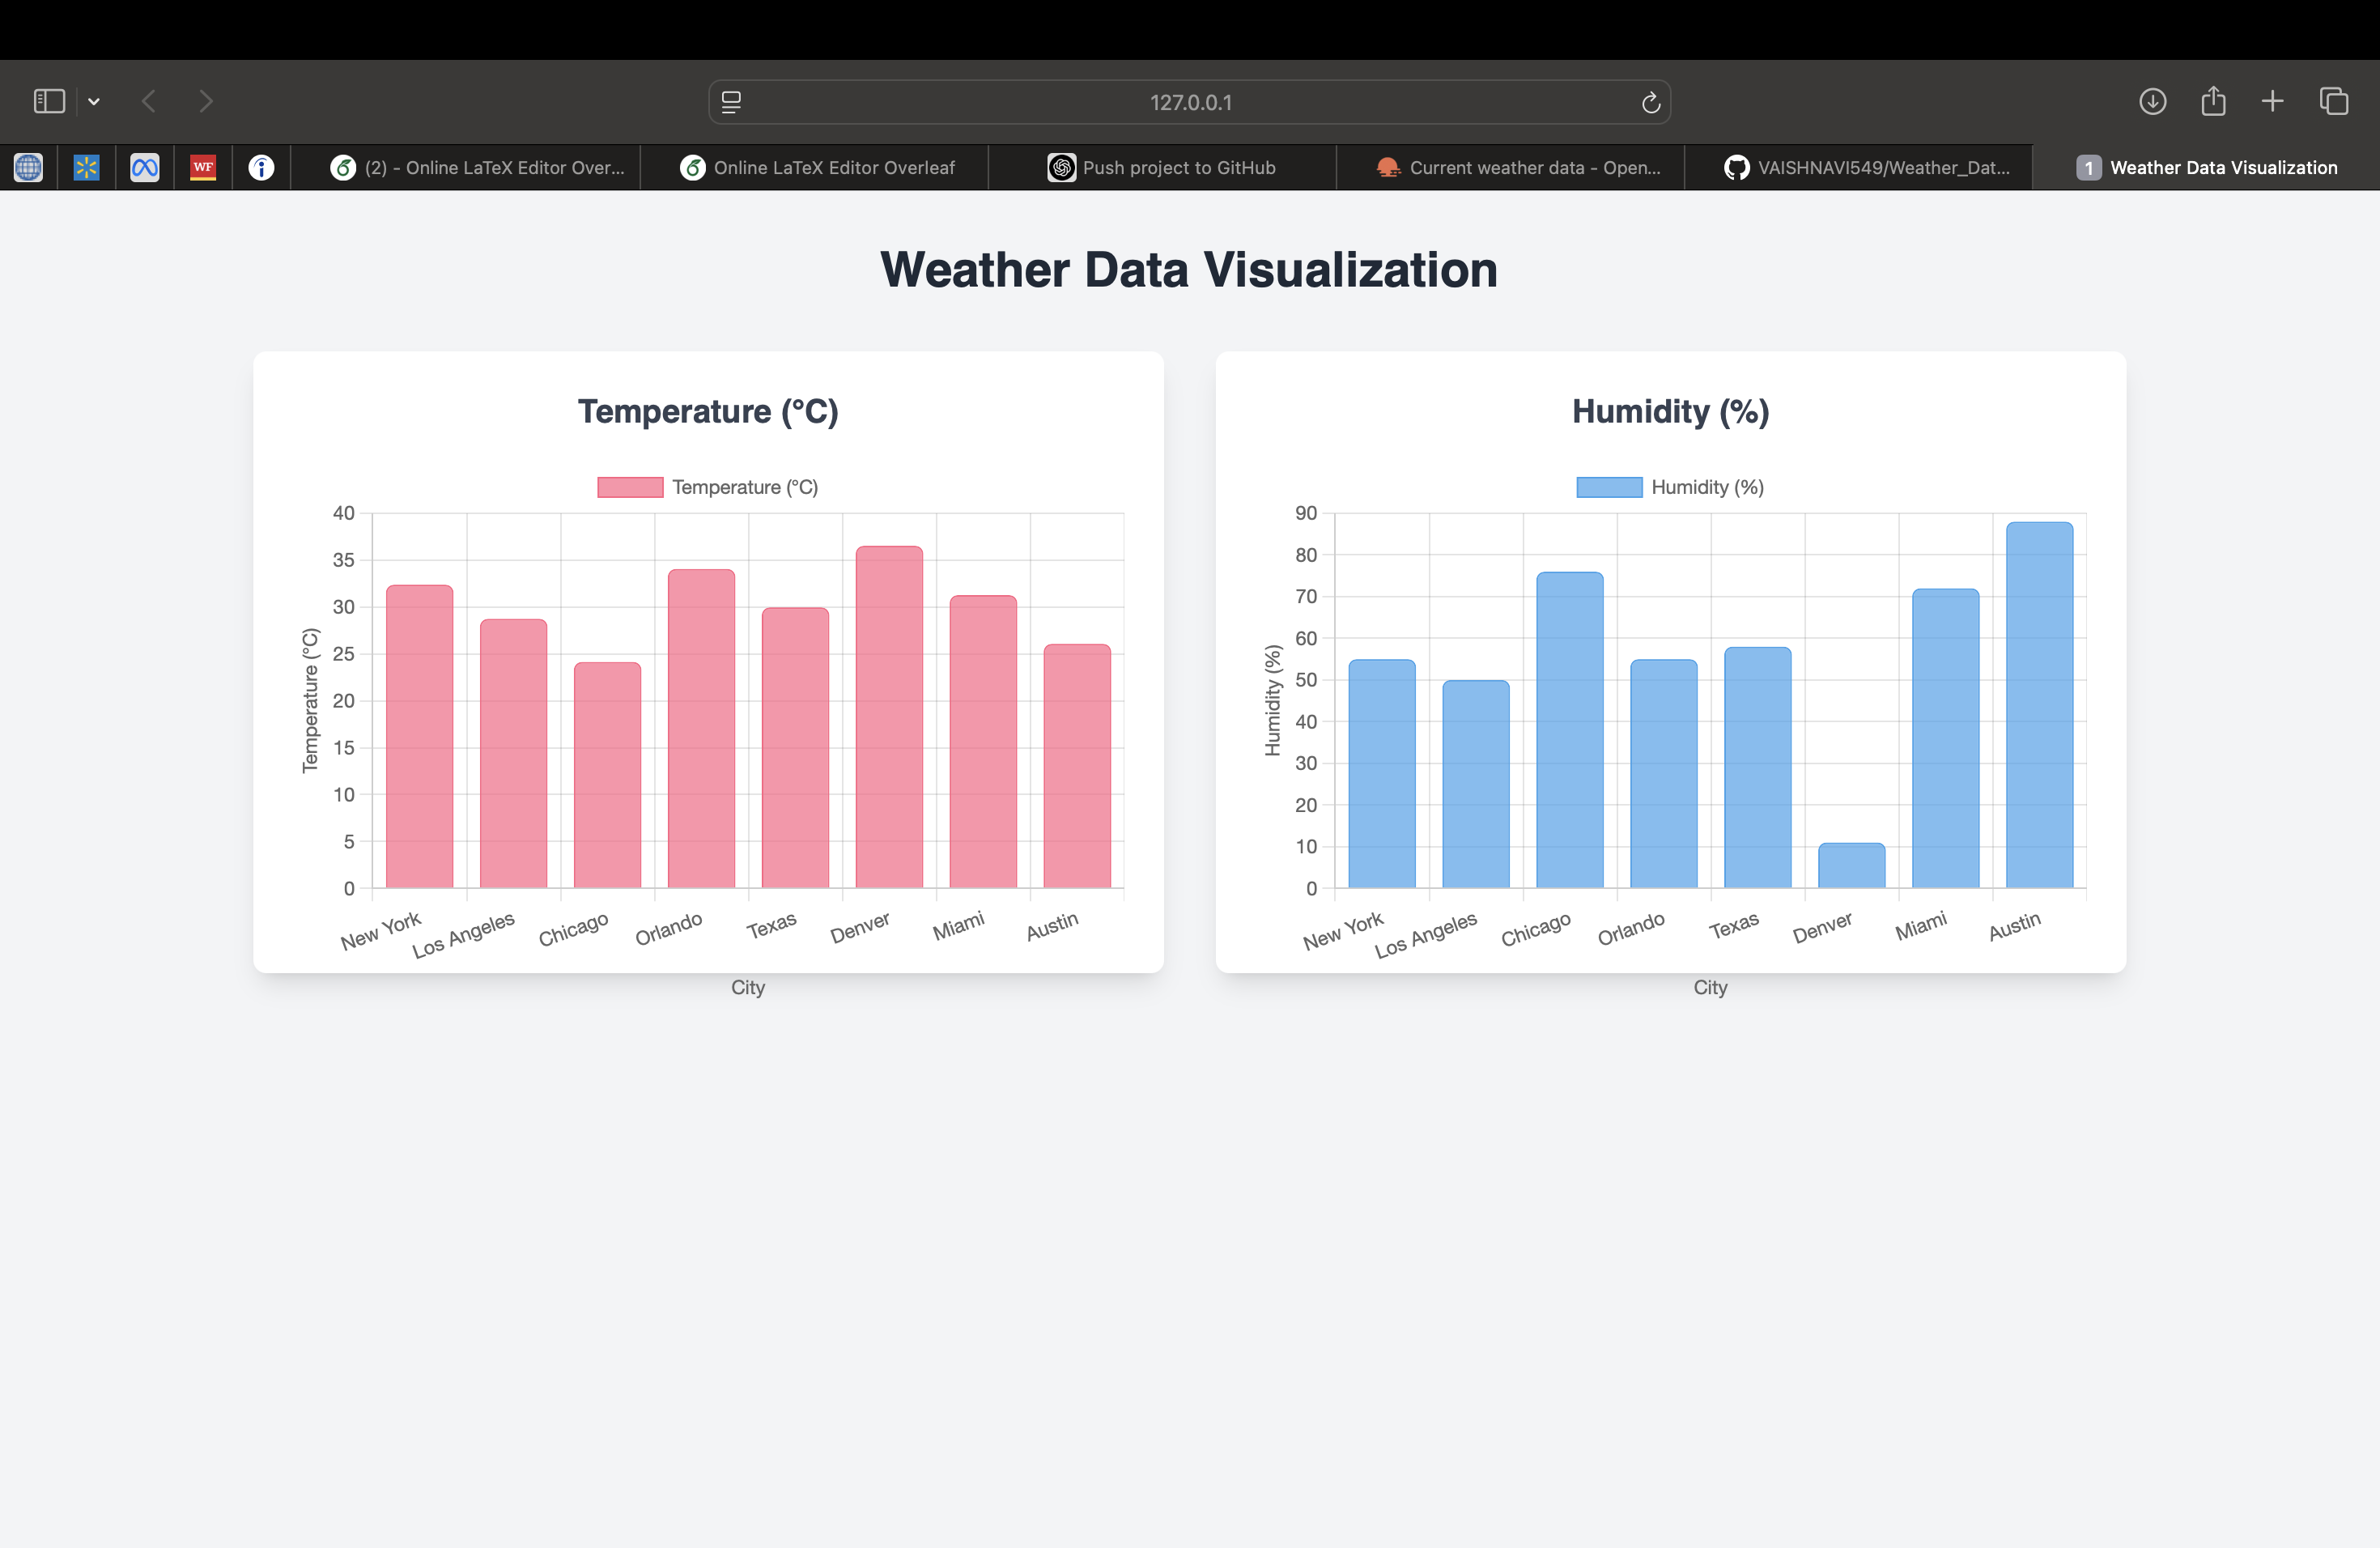 127.0.0.1
WF
(2) - Online LaTeX Editor Over...
Online LaTeX Editor Overleaf
Push project to GitHub
Current weather data - Open...
VAISHNAVI549/Weather_Dat...
1 Weather Data Visualization
Weather Data Visualization
Temperature (°C)
Temperature (°C)
Temperature (°C)
40
35
30
25
20
15
10
5
0
New York
Los Angeles
Chicago
Orlando
Texas
Denver
Miami
Austin
City
Humidity (%)
Humidity (%)
Humidity (%)
90
80
70
60
50
40
30
20
10
0
New York
Los Angeles
Chicago
Orlando
Texas
Denver
Miami
Austin
City